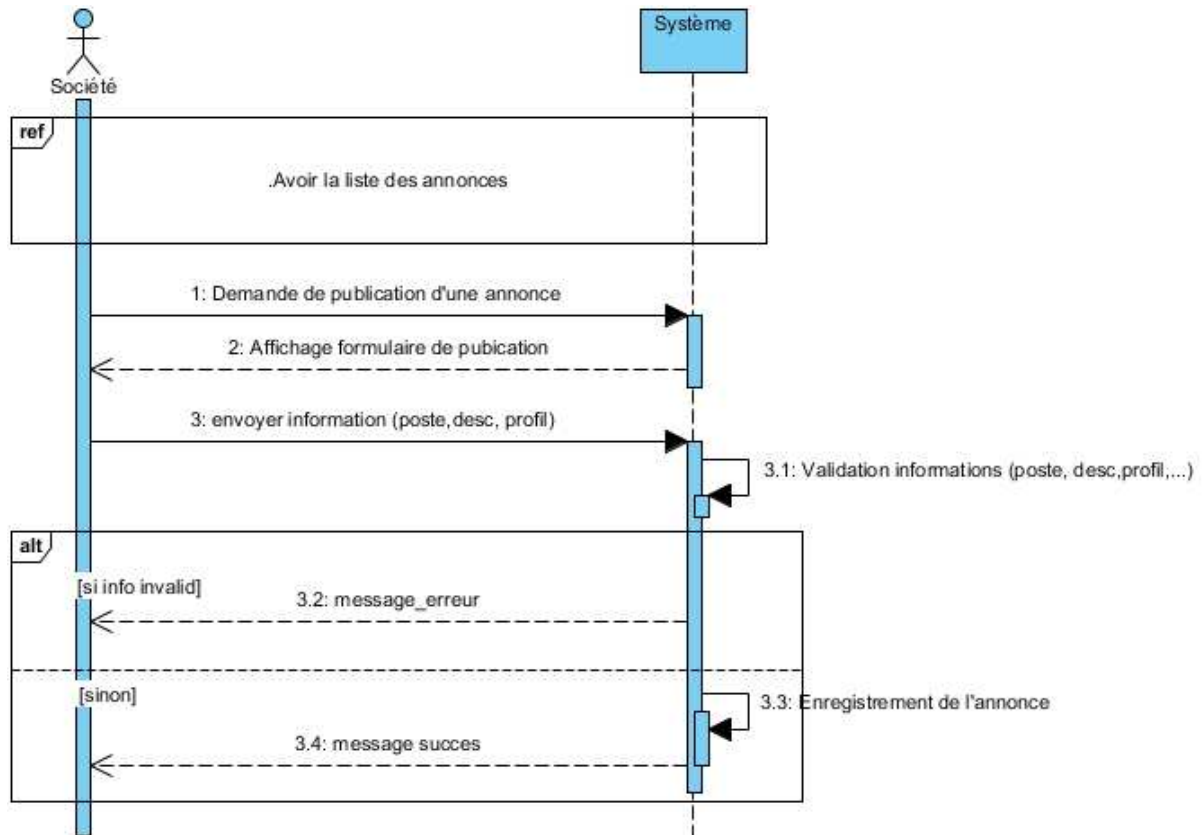 Système
Société
ref
.Avoir la liste des annonces
1: Demande de publication d'une annonce
2: Affichage formulaire de pubication
3: envoyer information (poste,desc, profil)
3.1: Validation informations (poste, desc,profil,...)
alt
[si info invalid]
3.2: message_erreur
[sinon]
3.3: Enregistrement de l'annonce
3.4: message succes